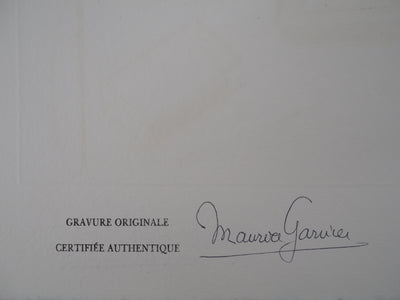 GRAVURE ORIGINALE
CERTIFIÉE AUTHENTIQUE
Maurice Garnier